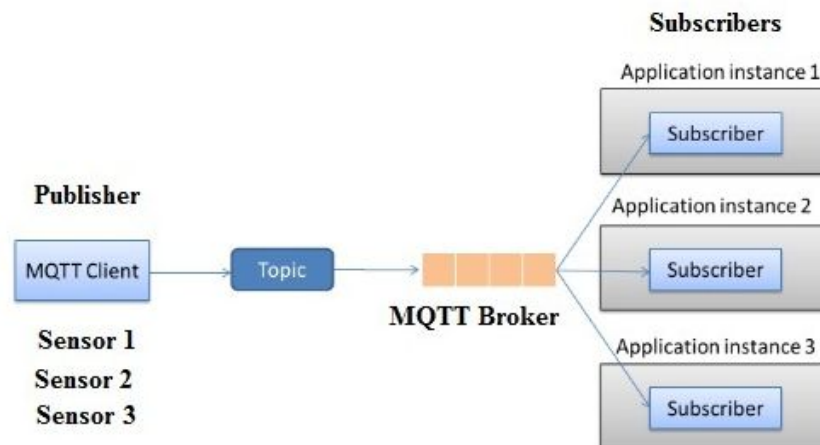 Subscribers
Application instance 1
Subscriber
Publisher
Application instance 2
MQTT Client
Topic
Subscriber
MQTT Broker
Sensor 1
Sensor 2
Sensor 3
Application instance 3
Subscriber